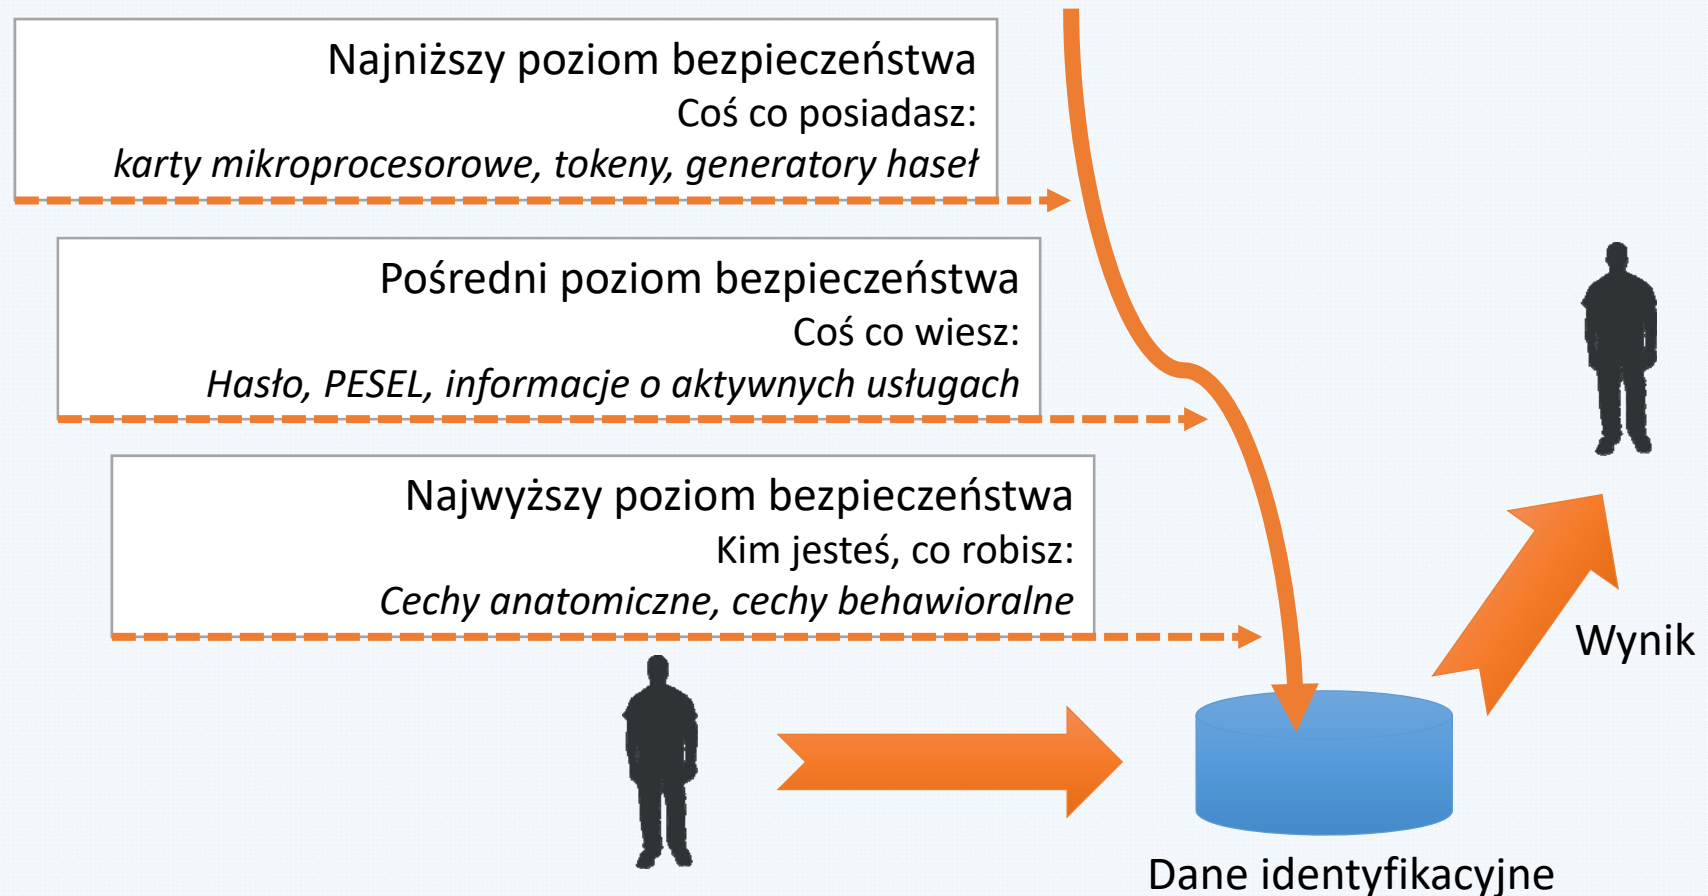 Najniższy poziom bezpieczeństwa
Coś co posiadasz:
karty mikroprocesorowe, tokeny, generatory haseł
Pośredni poziom bezpieczeństwa
Coś co wiesz:
Hasło, PESEL, informacje o aktywnych usługach
Najwyższy poziom bezpieczeństwa
Kim jesteś, co robisz:
Cechy anatomiczne, cechy behawioralne
Wynik
Dane identyfikacyjne